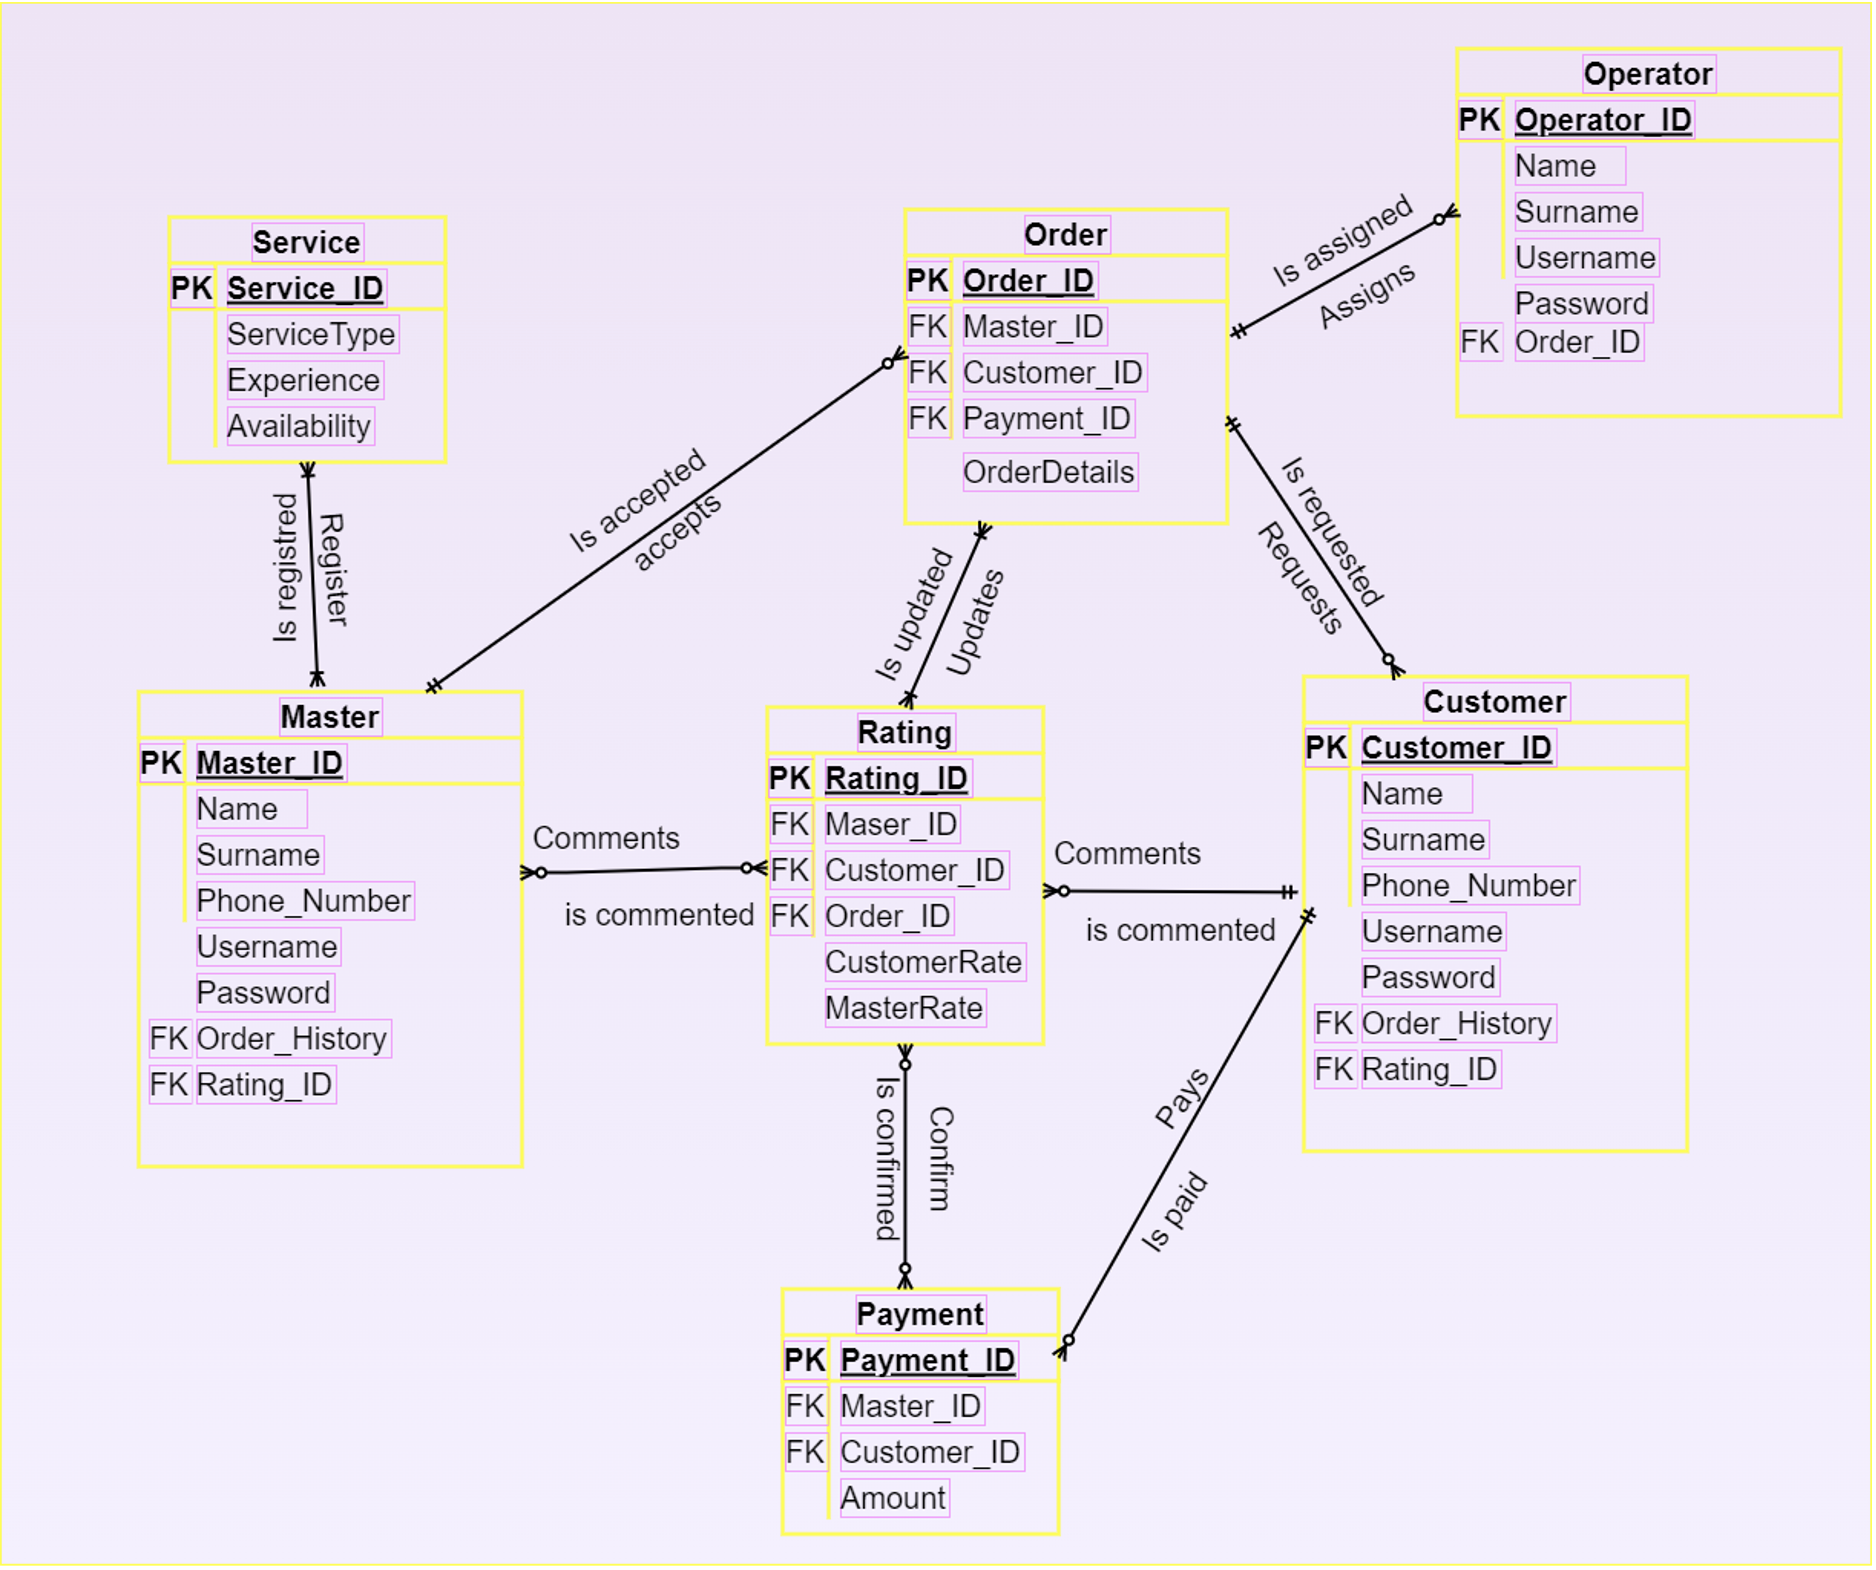 Operator
PK Operator_ID
Name
Surname
Username
Password
FK Order_ID
Service
PK Service_ID
ServiceType
Experience
Availability
Order
PK Order_ID
FK Master_ID
FK Customer_ID
FK Payment_ID
OrderDetails
Is assigned
Assigns
Is accepted
accepts
Is registred
Register
Is updated
Updates
Is requested
Requests
Master
PK Master_ID
Name
Surname
Phone_Number
Username
Password
FK Order_History
FK Rating_ID
Comments
is commented
Rating
PK Rating_ID
FK Maser_ID
FK Customer_ID
FK Order_ID
CustomerRate
MasterRate
Comments
is commented
Customer
PK Customer_ID
Name
Surname
Phone_Number
Username
Password
FK Order_History
FK Rating_ID
Is confirmed
Confirm
Pays
Is paid
Payment
PK Payment_ID
FK Master_ID
FK Customer_ID
Amount